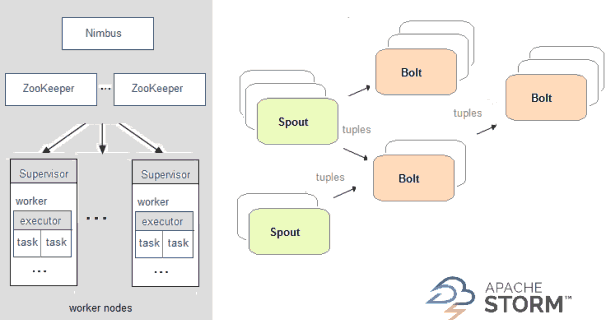 Nimbus
ZooKeeper ... ZooKeeper
Supervisor
worker
executor
task task
...
...
Supervisor
worker
executor
task task
...
worker nodes
Spout
tuples
Bolt
tuples
Bolt
Spout
tuples
Bolt
APACHE
STORM™